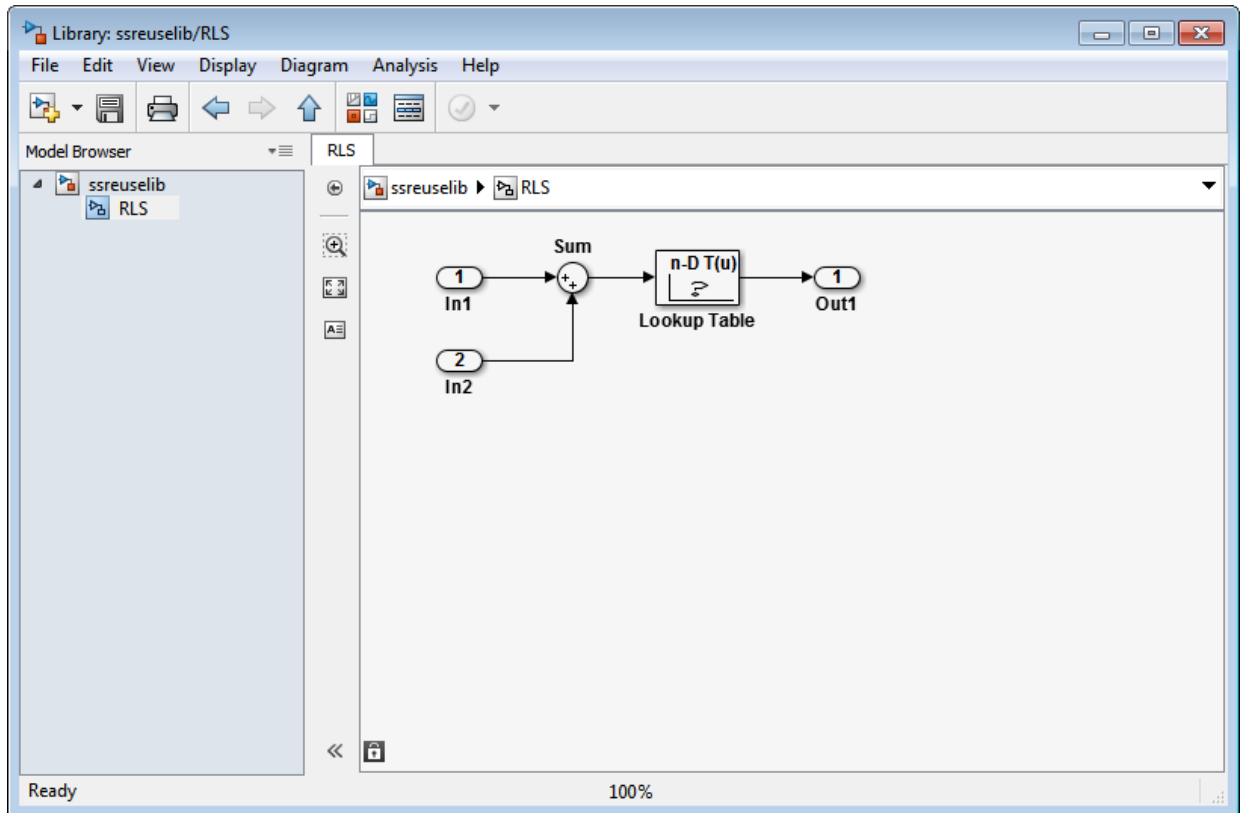 Library: ssreuselib/RLS
File Edit View Display Diagram Analysis Help
Model Browser
RLS
ssreuselib
RLS
ssreuselib RLS
Sum
n-D T(u)
1
1
In1
Out1
Lookup Table
2
In2
Ready
100%